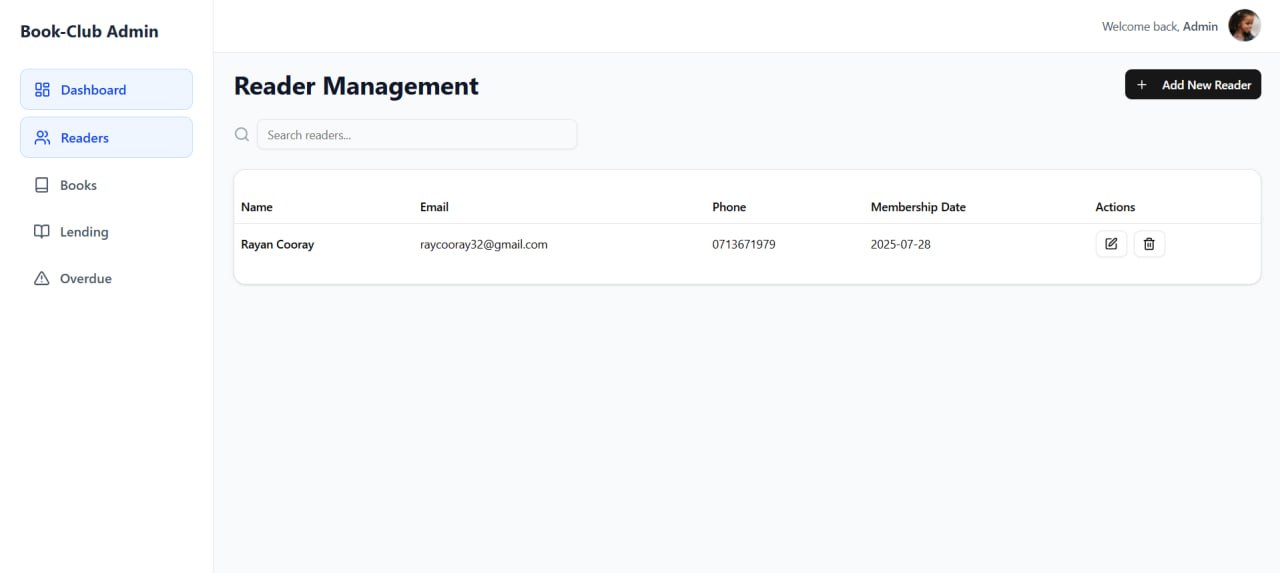 Book-Club Admin
Welcome back, Admin
Dashboard
Readers
Books
Lending
Overdue
Reader Management
Add New Reader
Search readers...
Name Email Phone Membership Date Actions
Rayan Cooray raycooray32@gmail.com 0713671979 2025-07-28